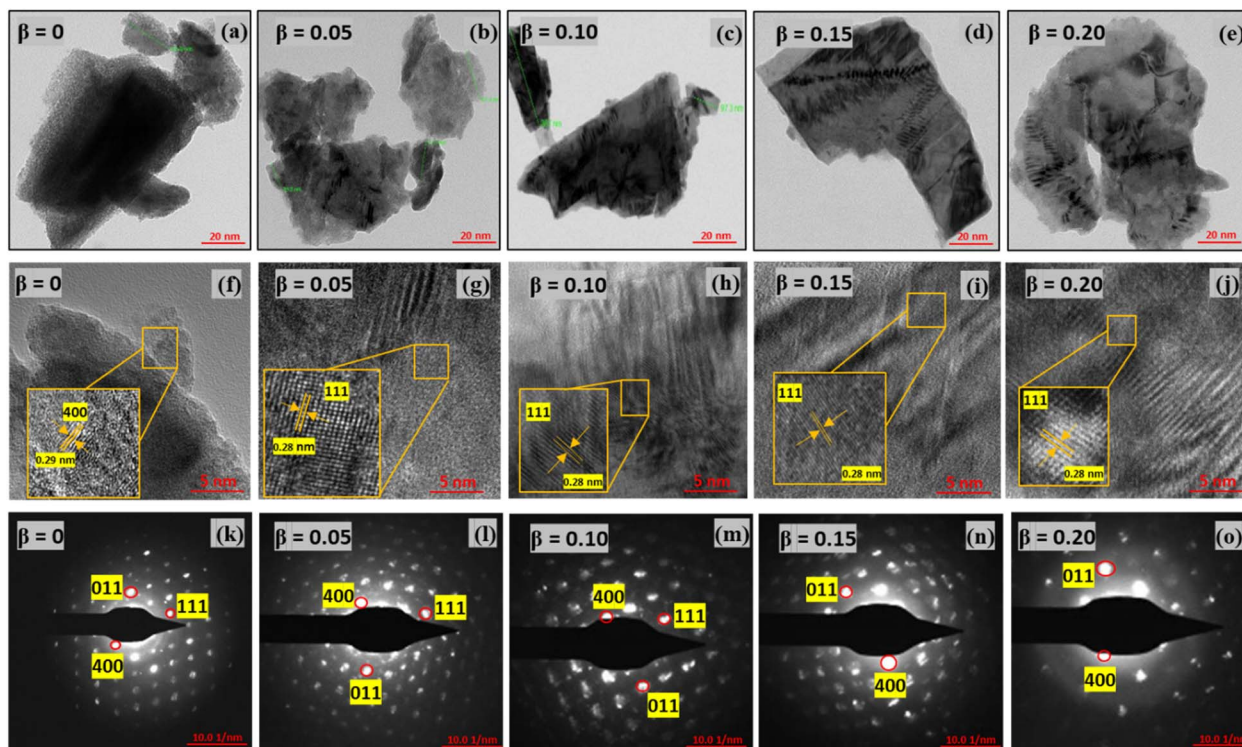 β = 0
(a)
20 nm
β = 0.05
(b)
20 nm
β = 0.10
(c)
97.3 nm
20 nm
β = 0.15
(d)
20 nm
β = 0.20
(e)
20 nm
β = 0
(f)
400
0.29 nm
5 nm
β = 0.05
(g)
111
0.28 nm
5 nm
β = 0.10
(h)
111
0.28 nm
5 nm
β = 0.15
(i)
111
0.28 nm
5 nm
β = 0.20
(j)
111
0.28 nm
5 nm
β = 0
(k)
011
111
400
10.0 1/nm
β = 0.05
(l)
400
111
011
10.0 1/nm
β = 0.10
(m)
400
111
011
10.0 1/nm
β = 0.15
(n)
011
400
10.0 1/nm
β = 0.20
(o)
011
400
10.0 1/nm